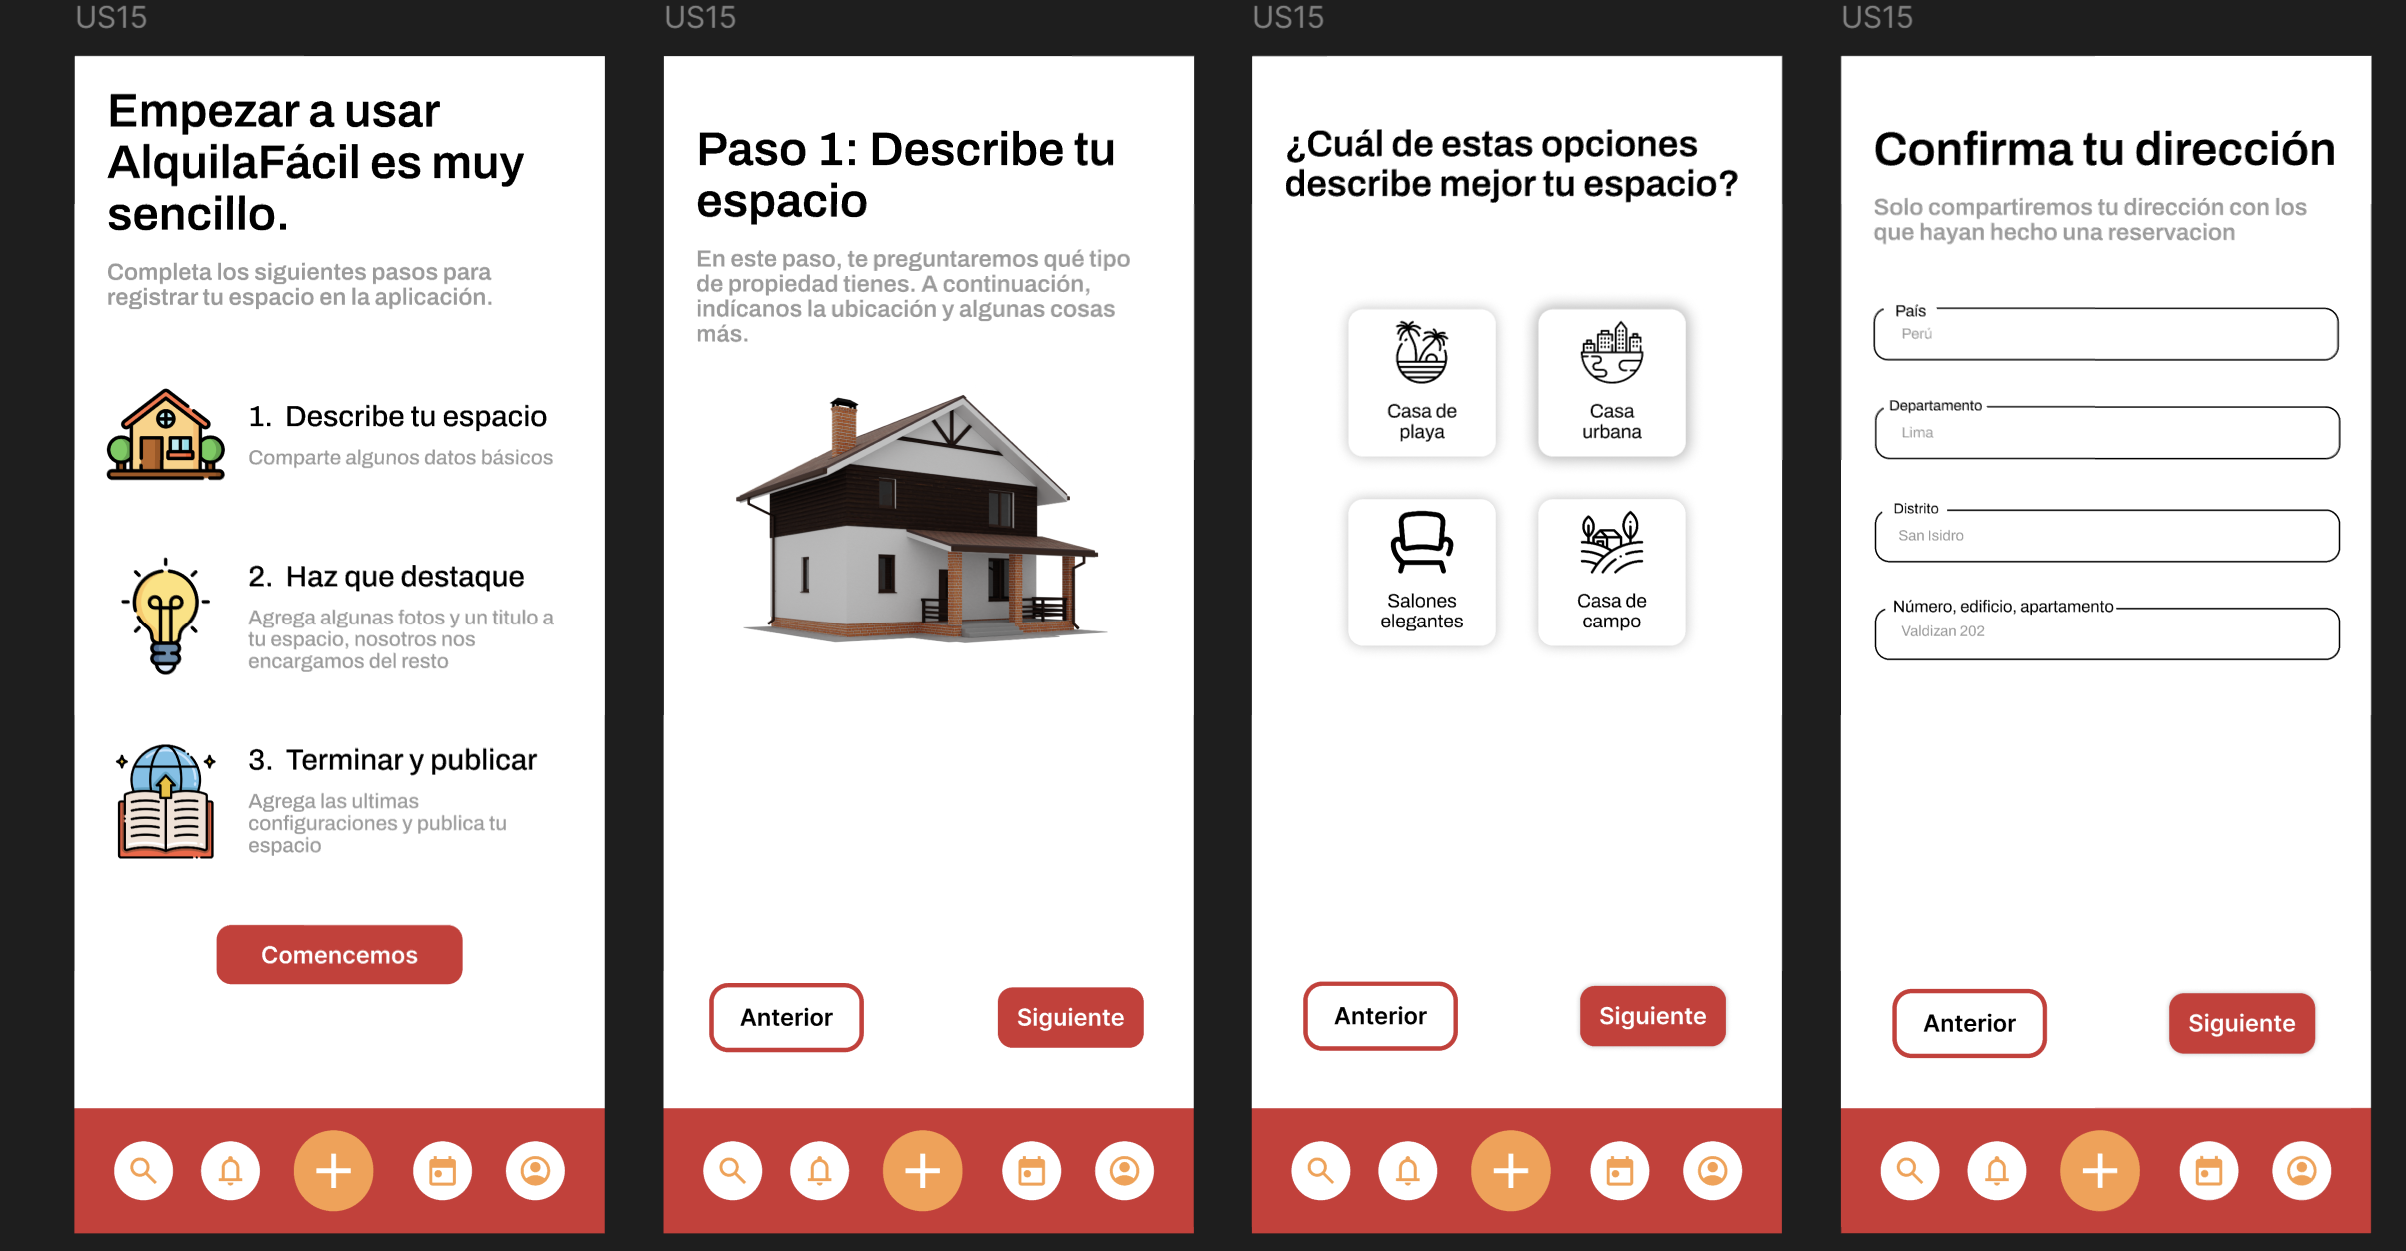 US15
Empezar a usar
AlquilaFácil es muy
sencillo.
Completa los siguientes pasos para
registrar tu espacio en la aplicación.
1. Describe tu espacio
Comparte algunos datos básicos
2. Haz que destaque
Agrega algunas fotos y un titulo a
tu espacio, nosotros nos
encargamos del resto
3. Terminar y publicar
Agrega las ultimas
configuraciones y publica tu
espacio
Comencemos
US15
Paso 1: Describe tu
espacio
En este paso, te preguntaremos qué tipo
de propiedad tienes. A continuación,
indícanos la ubicación y algunas cosas
más.
Anterior
Siguiente
US15
¿Cuál de estas opciones
describe mejor tu espacio?
Casa de
playa
Casa
urbana
Salones
elegantes
Casa de
campo
Anterior
Siguiente
US15
Confirma tu dirección
Solo compartiremos tu dirección con los
que hayan hecho una reservacion
País
Perú
Departamento
Lima
Distrito
San Isidro
Número, edificio, apartamento
Valdizan 202
Anterior
Siguiente